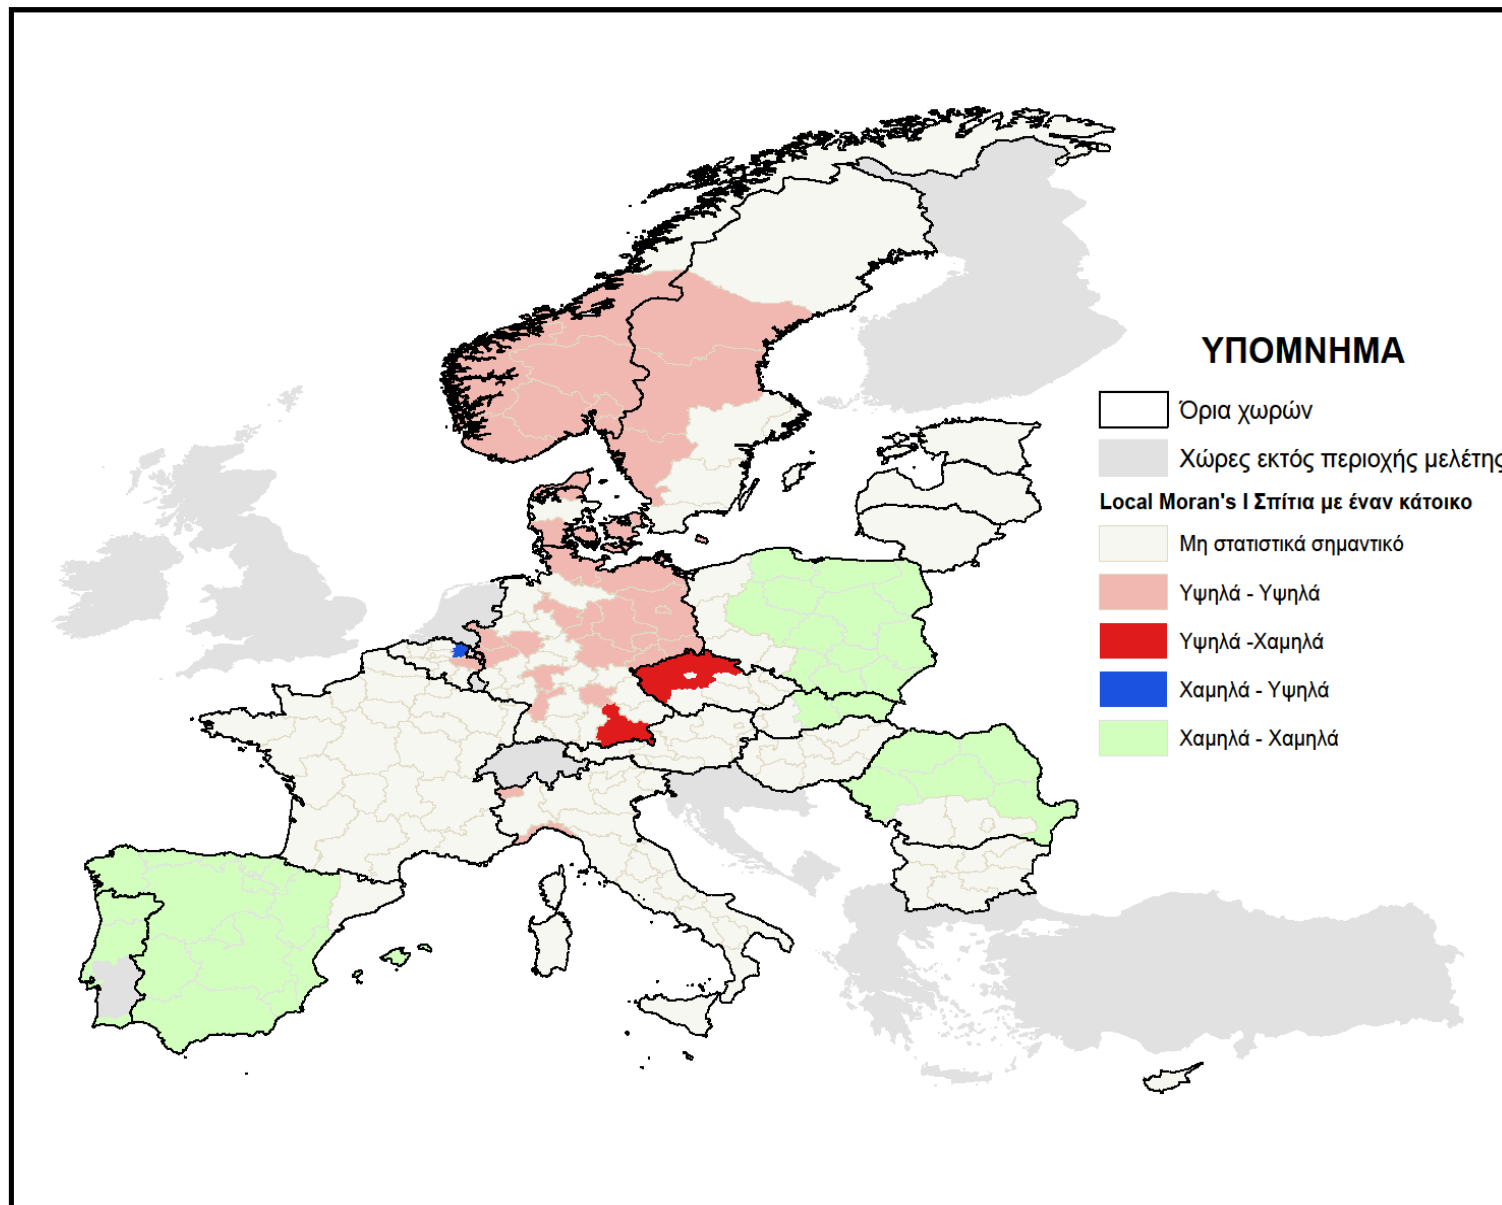 ΥΠΟΜΝΗΜΑ
Όρια χωρών
Χώρες εκτός περιοχής μελέτης
Local Moran's I Σπίτια με έναν κάτοικο
Μη στατιστικά σημαντικό
Υψηλά - Υψηλά
Υψηλά -Χαμηλά
Χαμηλά - Υψηλά
Χαμηλά - Χαμηλά